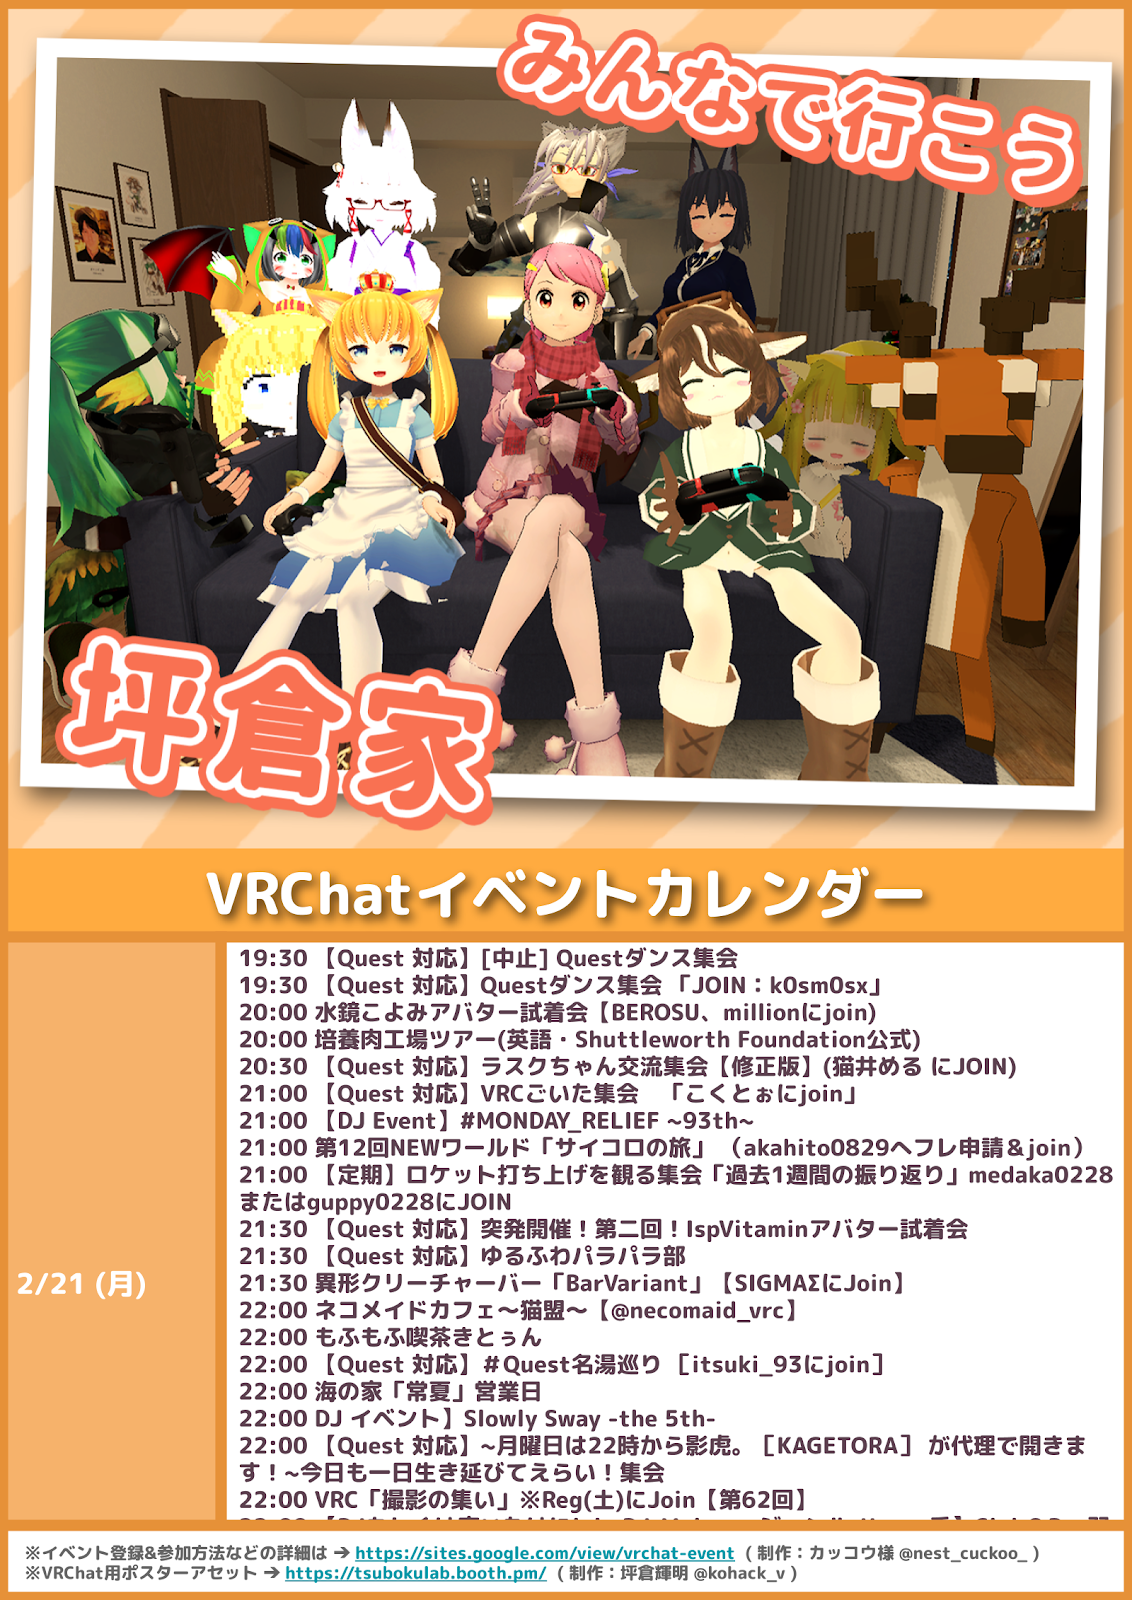 みんなで行こう
坪倉家
VRChatイベントカレンダー
2/21 (月)
19:30 【Quest 対応】[中止] Questダンス集会
19:30 【Quest 対応】Questダンス集会 「JOIN：k0sm0sx」
20:00 水鏡こよみアバター試着会【BEROSU、millionにjoin)
20:00 培養肉工場ツアー(英語・Shuttleworth Foundation公式)
20:30 【Quest 対応】ラスクちゃん交流集会【修正版】(猫井める にJOIN)
21:00 【Quest 対応】VRCごいた集会　「こくとぉにjoin」
21:00 【DJ Event】#MONDAY_RELIEF ~93th~
21:00 第12回NEWワールド「サイコロの旅」 （akahito0829へフレ申請＆join）
21:00 【定期】ロケット打ち上げを観る集会「過去1週間の振り返り」medaka0228
またはguppy0228にJOIN
21:30 【Quest 対応】突発開催！第二回！IspVitaminアバター試着会
21:30 【Quest 対応】ゆるふわパラパラ部
21:30 異形クリーチャーバー「BarVariant」【SIGMAΣにJoin】
22:00 ネコメイドカフェ～猫盟～【@necomaid_vrc】
22:00 もふもふ喫茶きとぅん
22:00 【Quest 対応】＃Quest名湯巡り ［itsuki_93にjoin］
22:00 海の家「常夏」営業日
22:00 DJ イベント】Slowly Sway -the 5th-
22:00 【Quest 対応】~月曜日は22時から影虎。［KAGETORA］ が代理で開きま
す！~今日も一日生き延びてえらい！集会
22:00 VRC「撮影の集い」※Reg(土)にJoin【第62回】
※イベント登録&参加方法などの詳細は ➔ https://sites.google.com/view/vrchat-event ( 制作：カッコウ様 @nest_cuckoo_ )
※VRChat用ポスターアセット ➔ https://tsubokulab.booth.pm/ ( 制作：坪倉輝明 @kohack_v )